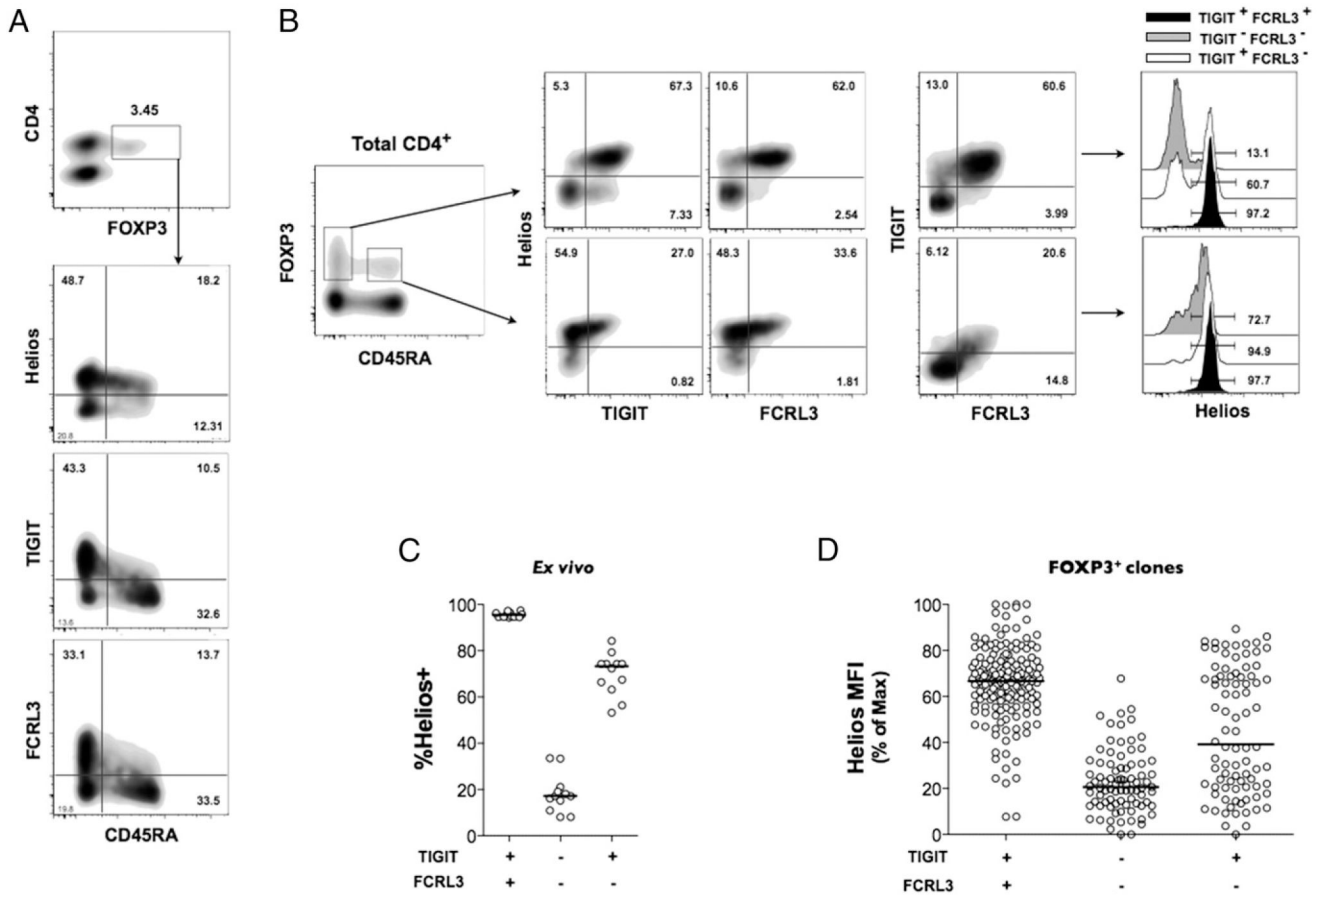 A
CD4
3.45
FOXP3
Helios
48.7
18.2
20.8
12.31
TIGIT
43.3
10.5
13.6
32.6
FCRL3
33.1
13.7
19.8
33.5
CD45RA
B
Total CD4+
FOXP3
CD45RA
Helios
5.3
67.3
7.33
10.6
62.0
2.54
54.9
27.0
0.82
48.3
33.6
1.81
TIGIT
FCRL3
TIGIT
13.0
60.6
3.99
6.12
20.6
14.8
FCRL3
TIGIT + FCRL3 +
TIGIT - FCRL3 -
TIGIT + FCRL3 -
13.1
60.7
97.2
72.7
94.9
97.7
Helios
C
Ex vivo
%Helios+
100
80
60
40
20
0
TIGIT + - +
FCRL3 + - -
D
FOXP3+ clones
Helios MFI
(% of Max)
100
80
60
40
20
0
TIGIT + - +
FCRL3 + - -